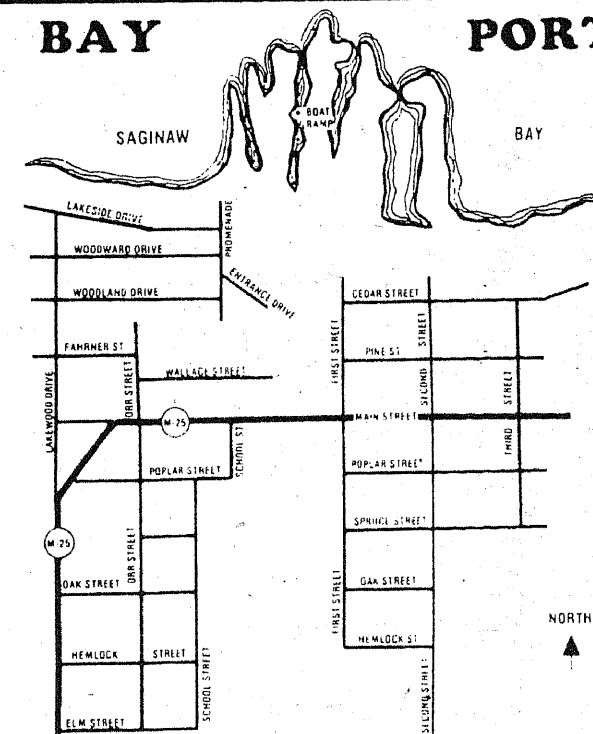 BAY PORT
SAGINAW
BOAT
RAMP
BAY
LAKESIDE DRIVE
PROMENADE
WOODWARD DRIVE
ENTRANCE DRIVE
WOODLAND DRIVE
CEDAR STREET
FAHRNER ST
FIRST STREET
PINE ST
SECOND STREET
WALLACE STREET
ORR STREET
THIRD STREET
LAKEWOOD DRIVE
M-25
MAIN STREET
SCHOOL ST
POPLAR STREET
POPLAR STREET
SPRUCE STREET
M-25
ORR STREET
OAK STREET
FIRST STREET
OAK STREET
NORTH
HEMLOCK STREET
HEMLOCK ST
SCHOOL STREET
SECOND STREET
ELM STREET